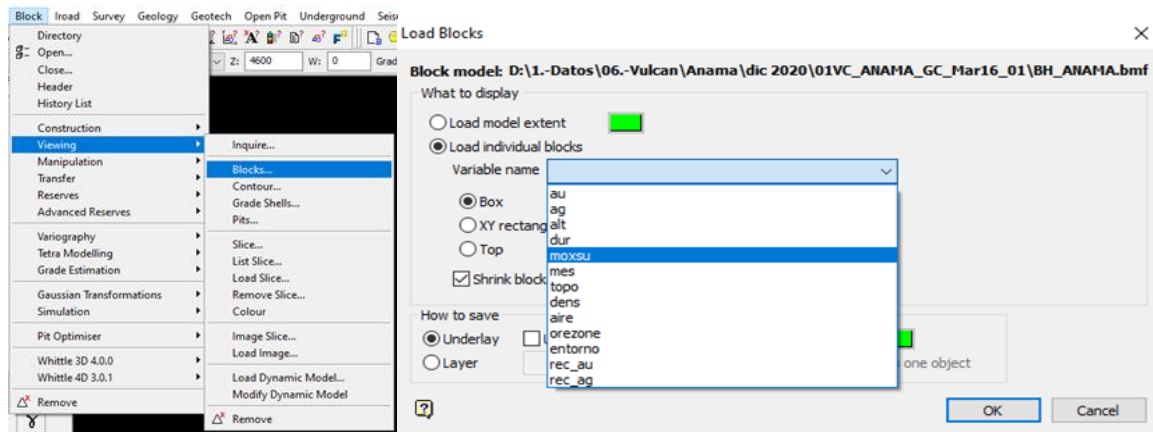 Block Iroad Survey Geology Geotech Open Pit Underground
Z: 4600 W: 0
Directory
Open...
Close...
Header
History List
Construction
Viewing
Manipulation
Transfer
Reserves
Advanced Reserves
Variography
Tetra Modelling
Grade Estimation
Gaussian Transformations
Simulation
Pit Optimiser
Whittle 3D 4.0.0
Whittle 4D 3.0.1
Remove
Inquire...
Blocks...
Contour...
Grade Shells...
Pits...
Slice...
List Slice...
Load Slice...
Remove Slice...
Colour
Image Slice...
Load Image...
Load Dynamic Model...
Modify Dynamic Model
Remove
Load Blocks
Block model: D:\1.-Datos\06.-Vulcan\Anama\dic 2020\01VC_ANAMA_GC_Mar16_01\BH_ANAMA.bmf
What to display
Load model extent
Load individual blocks
Variable name
Box
XY rectang
Top
Shrink block
au
ag
alt
dur
moxsu
mes
topo
dens
aire
orezone
entorno
rec_au
rec_ag
How to save
Underlay
Layer
one object
OK Cancel